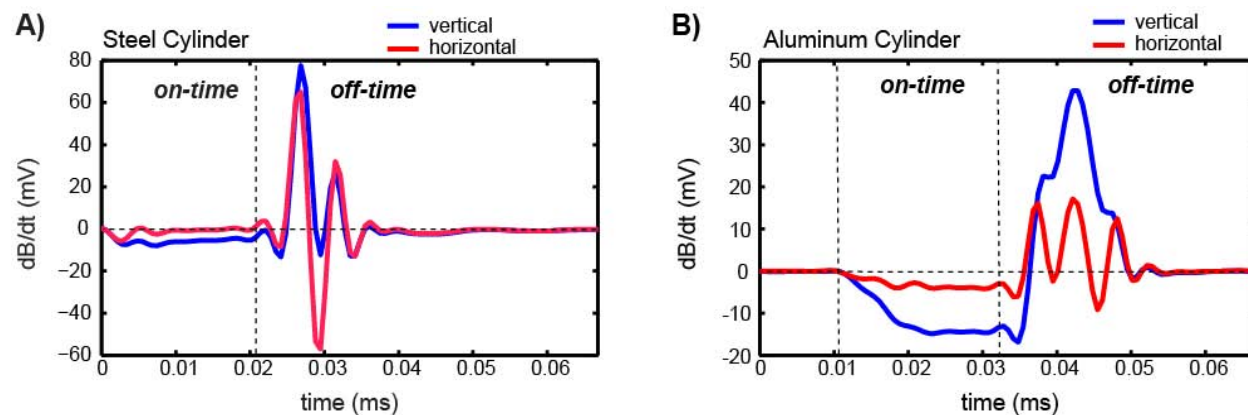 A)
Steel Cylinder
vertical
horizontal
on-time
off-time
80
60
40
20
0
−20
−40
−60
dB/dt (mV)
0
0.01
0.02
0.03
0.04
0.05
0.06
time (ms)
B)
Aluminum Cylinder
vertical
horizontal
on-time
off-time
50
40
30
20
10
0
-10
-20
dB/dt (mV)
0
0.01
0.02
0.03
0.04
0.05
0.06
time (ms)